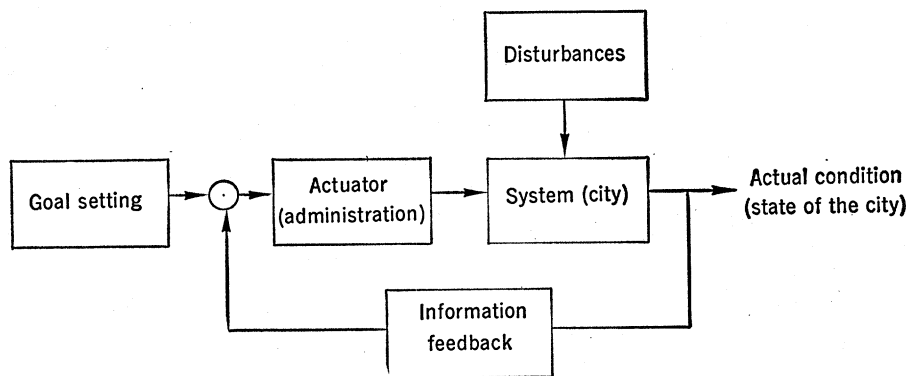 Disturbances
Goal setting
Actuator
(administration)
System (city)
Actual condition
(state of the city)
Information
feedback